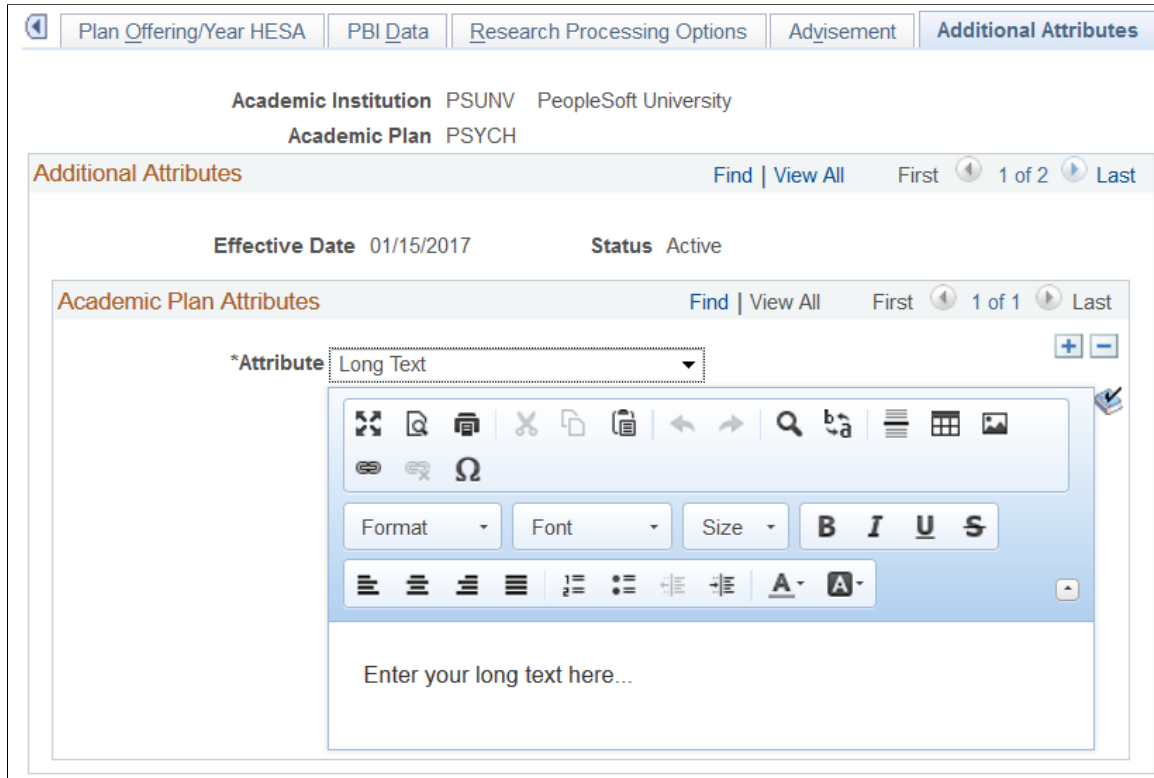 Plan Offering/Year HESA PBI Data Research Processing Options Advisement Additional Attributes
Academic Institution PSUNV PeopleSoft University
Academic Plan PSYCH
Additional Attributes Find | View All First 1 of 2 Last
Effective Date 01/15/2017 Status Active
Academic Plan Attributes Find | View All First 1 of 1 Last
*Attribute Long Text
Format Font Size B I U S
A A
Enter your long text here...